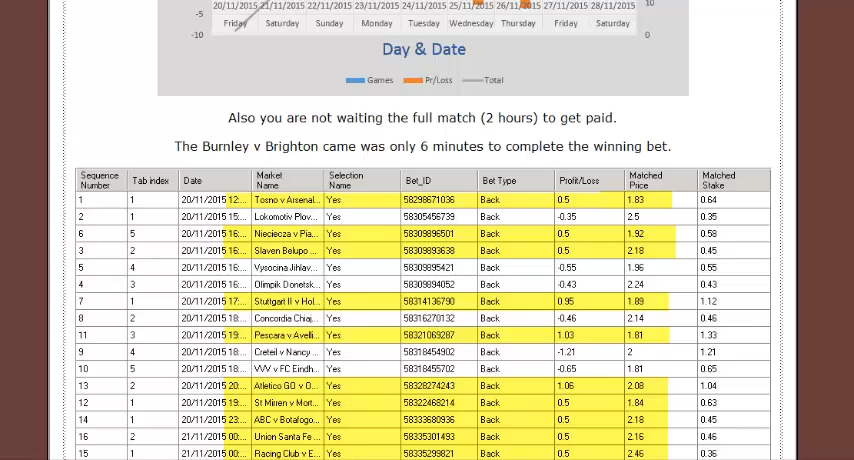 -5
-10
10
0
20/11/2015 21/11/2015 22/11/2015 23/11/2015 24/11/2015 25/11/2015 26/11/2015 27/11/2015 28/11/2015
Friday Saturday Sunday Monday Tuesday Wednesday Thursday Friday Saturday
Day & Date
Games Pr/Loss Total
Also you are not waiting the full match (2 hours) to get paid.
The Burnley v Brighton came was only 6 minutes to complete the winning bet.
Sequence Number Tab index Date Market Name Selection Name Bet_ID Bet Type Profit/Loss Matched Price Matched Stake
1 1 20/11/2015 12:... Tosno v Arsenal... Yes 58298671036 Back 0.5 1.83 0.64
2 1 20/11/2015 15:... Lokomotiv Plov... Yes 58305456739 Back -0.35 2.5 0.35
6 5 20/11/2015 16:... Nieciecza v Pia... Yes 58309896501 Back 0.5 1.92 0.58
3 2 20/11/2015 16:... Slaven Belupo ... Yes 58309893638 Back 0.5 2.18 0.45
5 4 20/11/2015 16:... Vysocina Jihlav... Yes 58309895421 Back -0.55 1.96 0.55
4 3 20/11/2015 16:... Olimpik Donetsk... Yes 58309894052 Back -0.43 2.24 0.43
7 1 20/11/2015 17:... Stuttgart II v Hol... Yes 58314136790 Back 0.95 1.89 1.12
8 2 20/11/2015 18:... Concordia Chiaj... Yes 58316270132 Back -0.46 2.14 0.46
11 3 20/11/2015 19:... Pescara v Avelli... Yes 58321069287 Back 1.03 1.81 1.33
9 4 20/11/2015 18:... Creteil v Nancy ... Yes 58318454902 Back -1.21 2 1.21
10 5 20/11/2015 18:... VVV v FC Eindh... Yes 58318455702 Back -0.65 1.81 0.65
13 2 20/11/2015 20:... Atletico GO v O... Yes 58328274243 Back 1.06 2.08 1.04
12 1 20/11/2015 19:... St Mirren v Mort... Yes 58322468214 Back 0.5 1.84 0.63
14 1 20/11/2015 23:... ABC v Botafogo... Yes 58333680936 Back 0.5 2.18 0.45
16 2 21/11/2015 00:... Union Santa Fe ... Yes 58335301493 Back 0.5 2.16 0.46
15 1 21/11/2015 00:... Racing Club v E... Yes 58335299821 Back 0.5 2.46 0.36